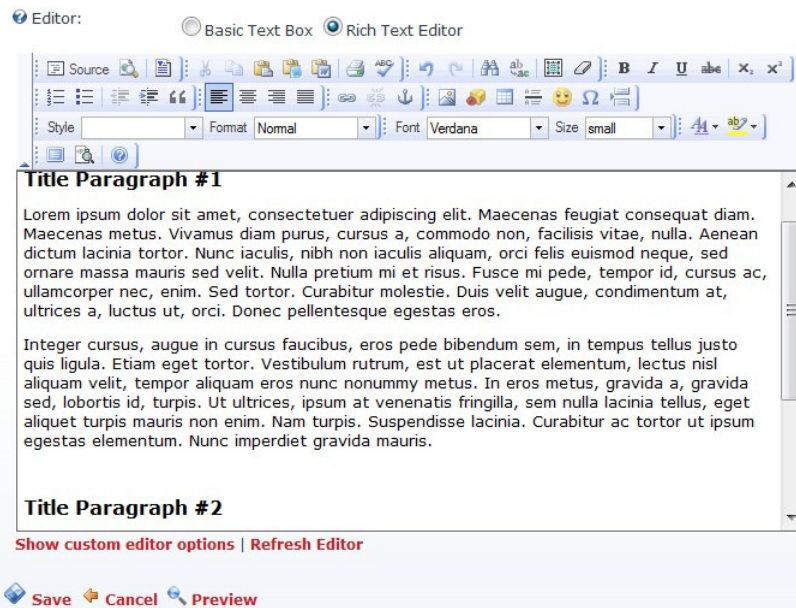 Editor:
Basic Text Box Rich Text Editor
Source ABC ab ac B I U abc X₂ X²
Ω
Style Format Normal Font Verdana Size small A ab
Title Paragraph #1
Lorem ipsum dolor sit amet, consectetuer adipiscing elit. Maecenas feugiat consequat diam.
Maecenas metus. Vivamus diam purus, cursus a, commodo non, facilisis vitae, nulla. Aenean
dictum lacinia tortor. Nunc iaculis, nibh non iaculis aliquam, orci felis euismod neque, sed
ornare massa mauris sed velit. Nulla pretium mi et risus. Fusce mi pede, tempor id, cursus ac,
ullamcorper nec, enim. Sed tortor. Curabitur molestie. Duis velit augue, condimentum at,
ultrices a, luctus ut, orci. Donec pellentesque egestas eros.
Integer cursus, augue in cursus faucibus, eros pede bibendum sem, in tempus tellus justo
quis ligula. Etiam eget tortor. Vestibulum rutrum, est ut placerat elementum, lectus nisl
aliquam velit, tempor aliquam eros nunc nonummy metus. In eros metus, gravida a, gravida
sed, lobortis id, turpis. Ut ultrices, ipsum at venenatis fringilla, sem nulla lacinia tellus, eget
aliquet turpis mauris non enim. Nam turpis. Suspendisse lacinia. Curabitur ac tortor ut ipsum
egestas elementum. Nunc imperdiet gravida mauris.
Title Paragraph #2
Show custom editor options | Refresh Editor
Save Cancel Preview